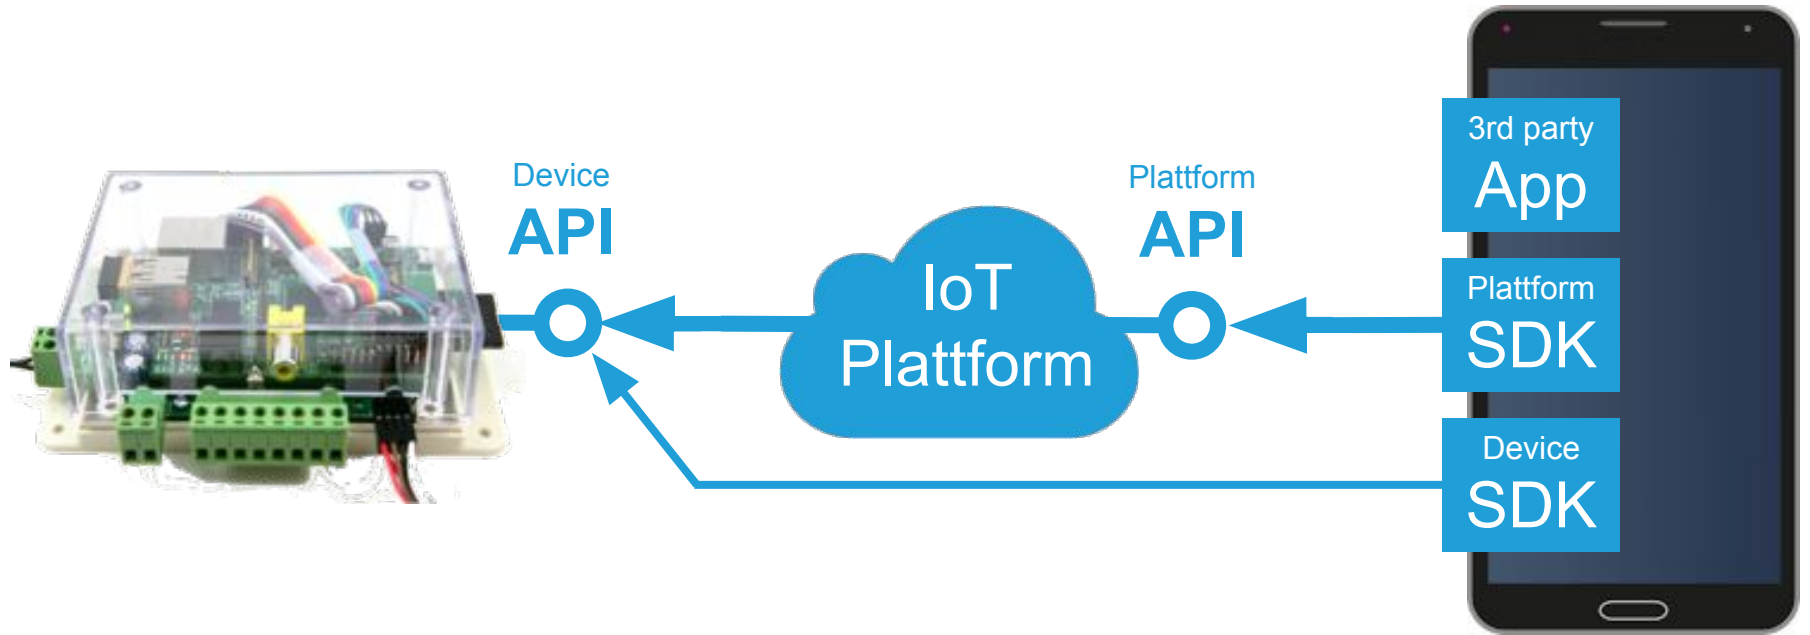 Device
API
IoT
Plattform
Plattform
API
3rd party
App
Plattform
SDK
Device
SDK